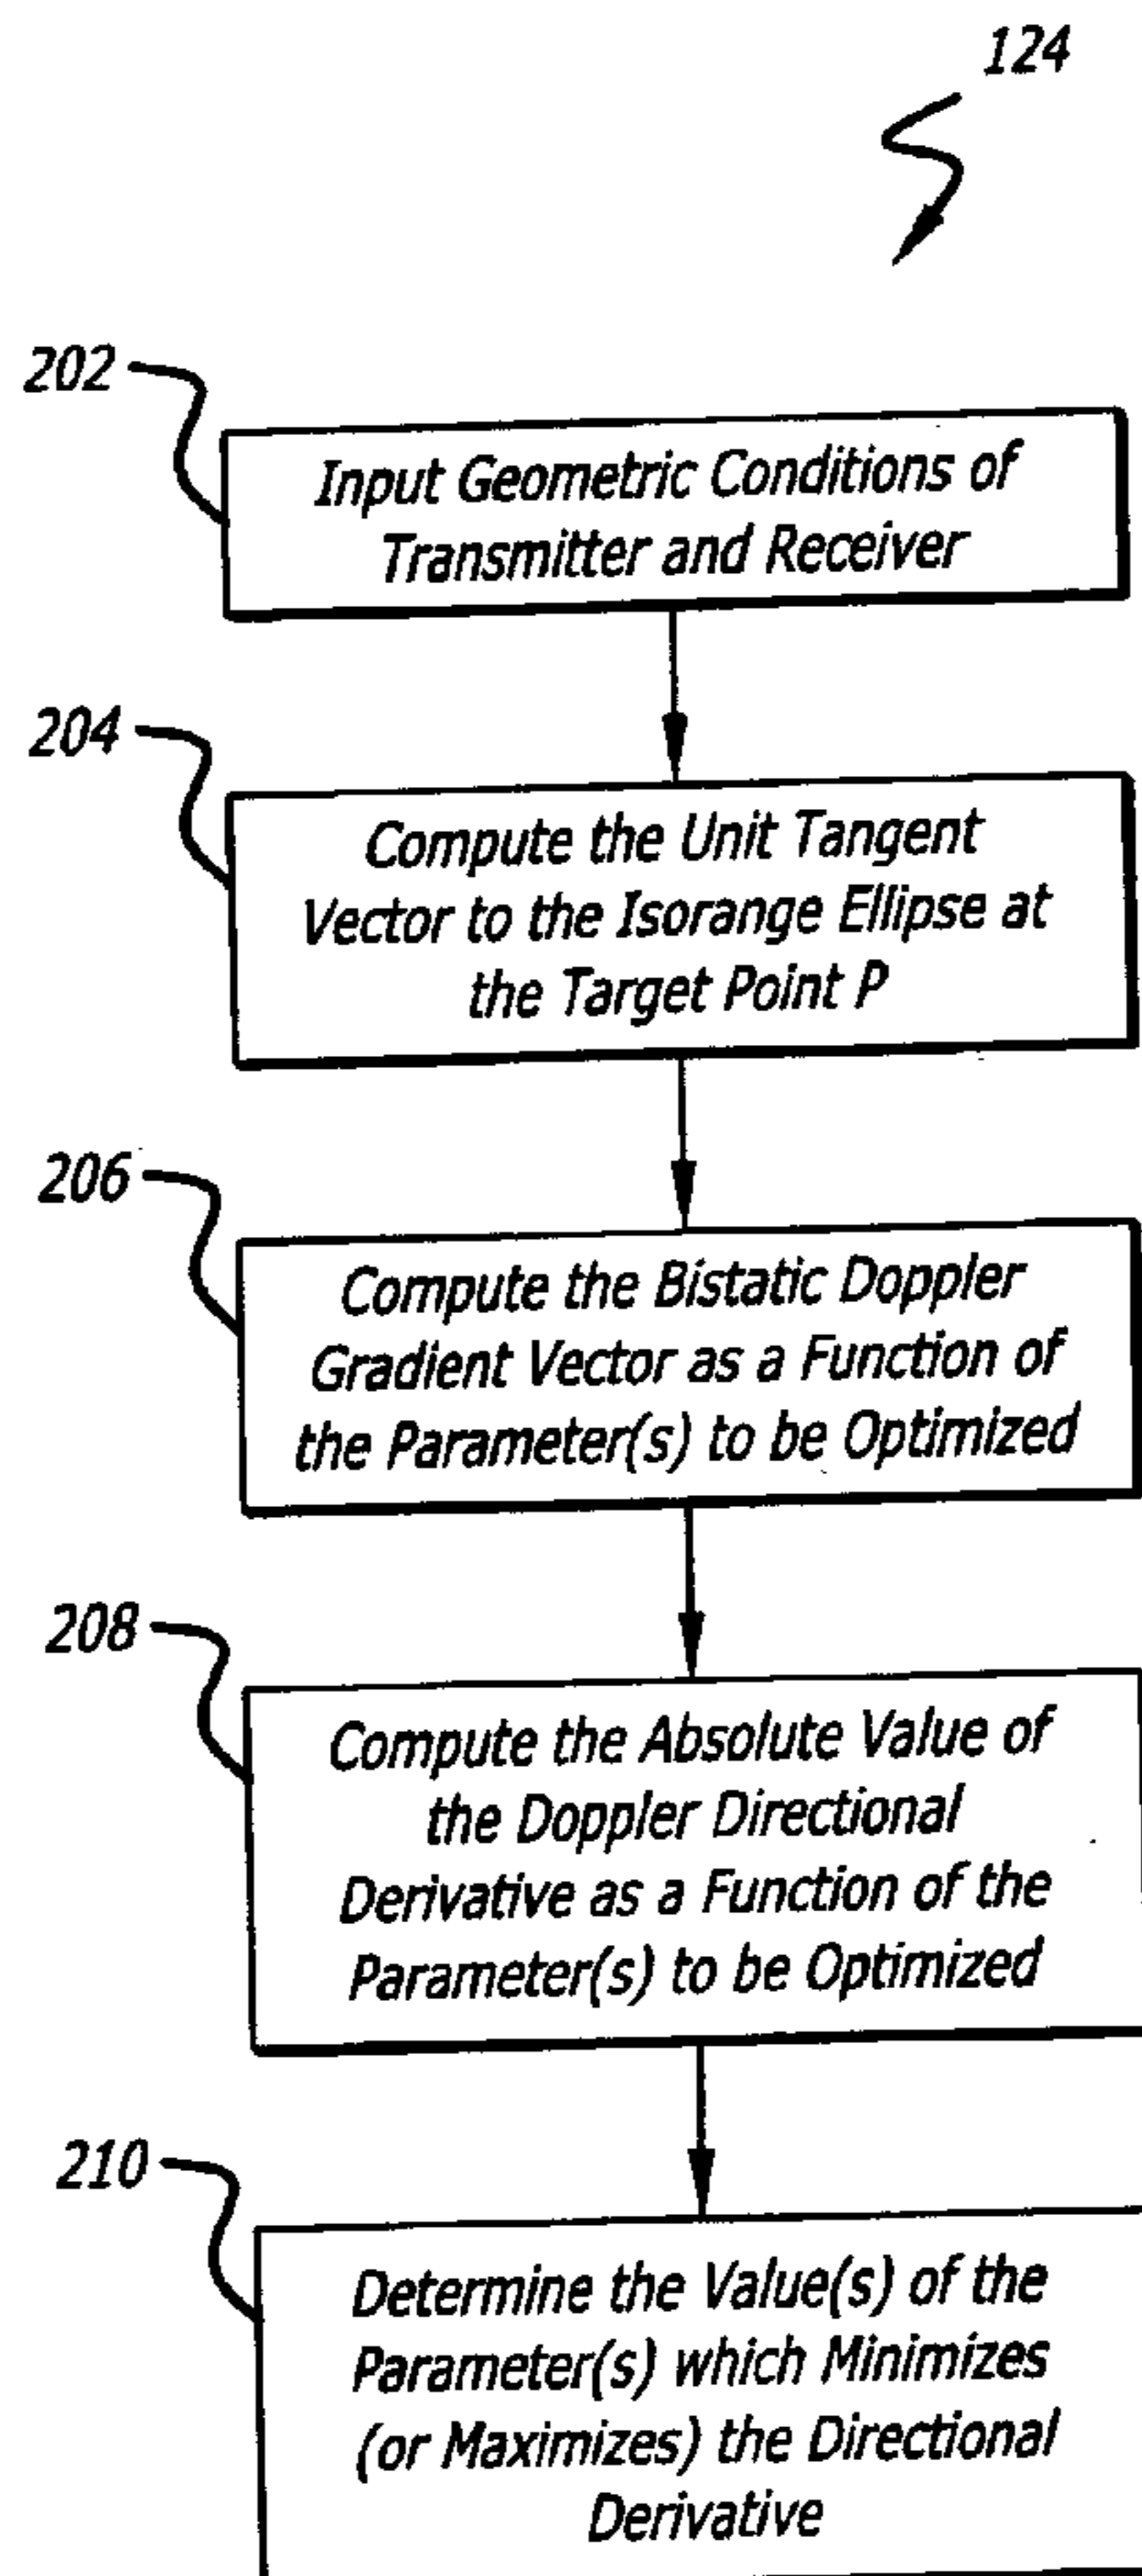 124
202
Input Geometric Conditions of
Transmitter and Receiver
204
Compute the Unit Tangent
Vector to the Isorange Ellipse at
the Target Point P
206
Compute the Bistatic Doppler
Gradient Vector as a Function of
the Parameter(s) to be Optimized
208
Compute the Absolute Value of
the Doppler Directional
Derivative as a Function of the
Parameter(s) to be Optimized
210
Determine the Value(s) of the
Parameter(s) which Minimizes
(or Maximizes) the Directional
Derivative